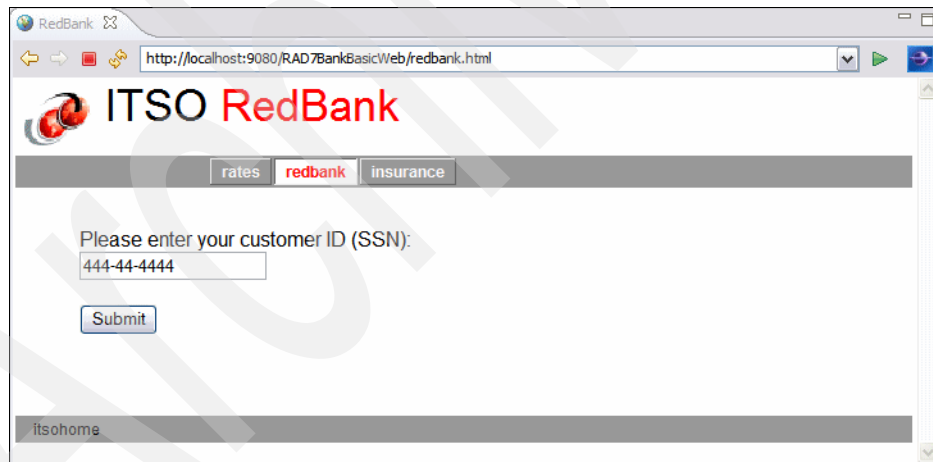 RedBank
http://localhost:9080/RAD7BankBasicWeb/redbank.html
ITSO RedBank
rates redbank insurance
Please enter your customer ID (SSN):
444-44-4444
Submit
itsohome